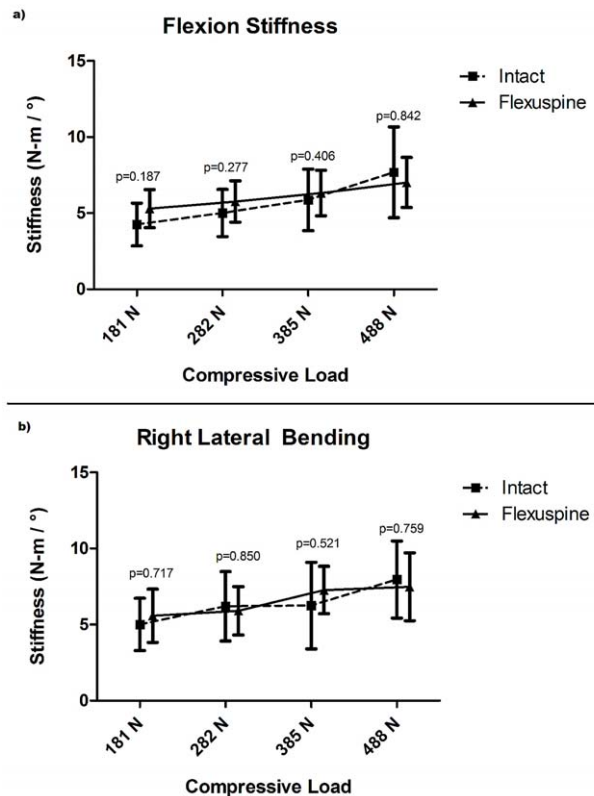 a)
Flexion Stiffness
Stiffness (N-m / °)
15
10
5
0
p=0.187
p=0.277
p=0.406
p=0.842
Intact
Flexuspine
181 N
282 N
385 N
488 N
Compressive Load
b)
Right Lateral Bending
Stiffness (N-m / °)
15
10
5
0
p=0.717
p=0.850
p=0.521
p=0.759
Intact
Flexuspine
181 N
282 N
385 N
488 N
Compressive Load